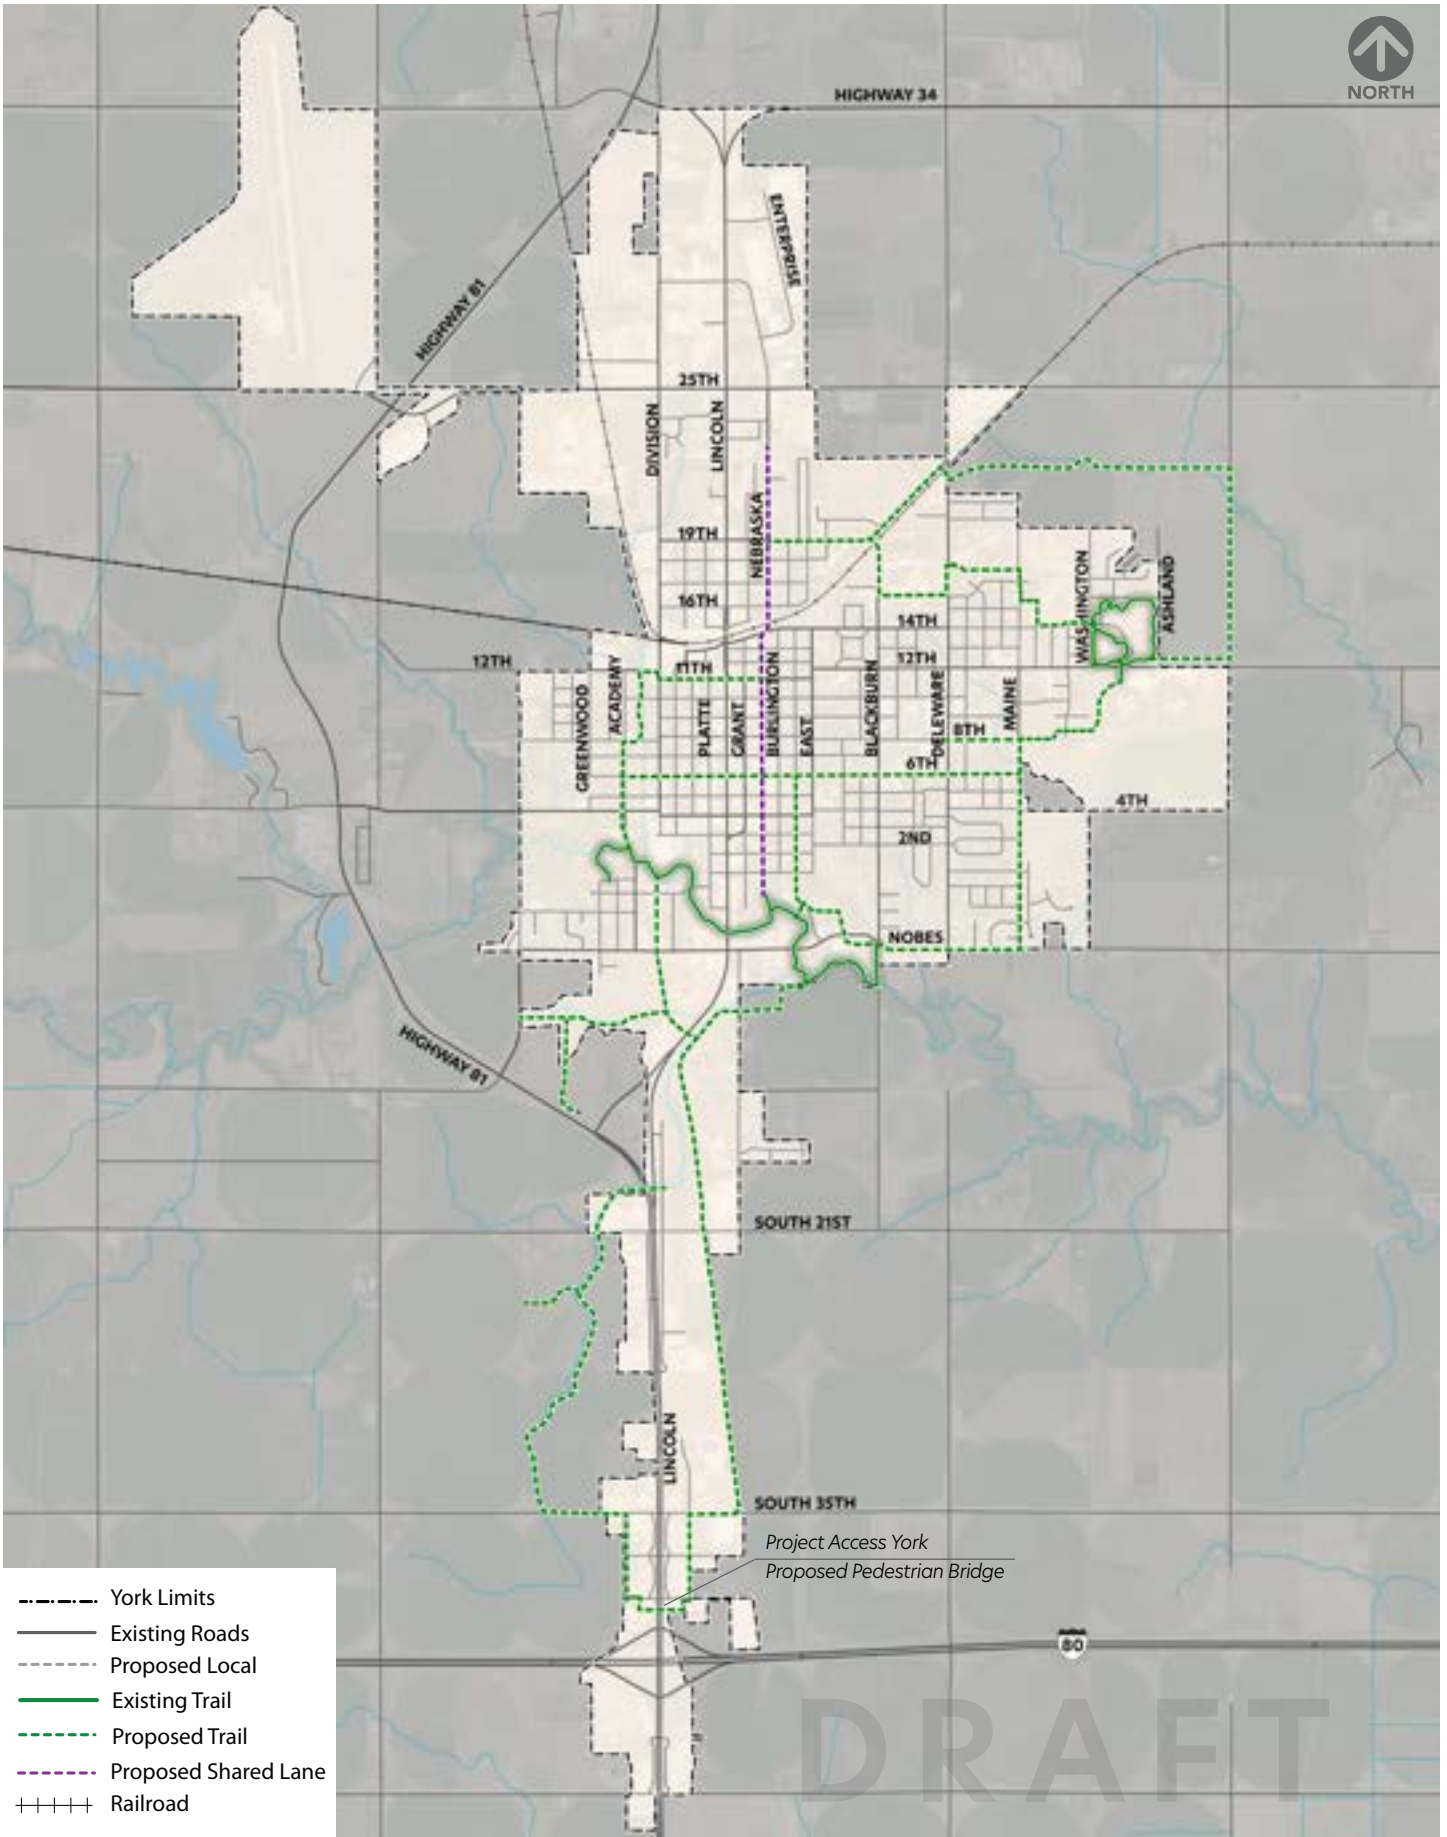 NORTH
HIGHWAY 34
ENTERPRISE
HIGHWAY 81
25TH
DIVISION
LINCOLN
NEBRASKA
19TH
16TH
WASHINGTON
ASHLAND
14TH
12TH
11TH
12TH
GREENWOOD
ACADEMY
PLATTE
GRANT
BURLINGTON
EAST
BLACKBURN
DELEWARE
MAINE
8TH
6TH
4TH
2ND
NOBES
HIGHWAY 81
SOUTH 21ST
LINCOLN
SOUTH 35TH
Project Access York
Proposed Pedestrian Bridge
80
York Limits
Existing Roads
Proposed Local
Existing Trail
Proposed Trail
Proposed Shared Lane
Railroad
DRAFT